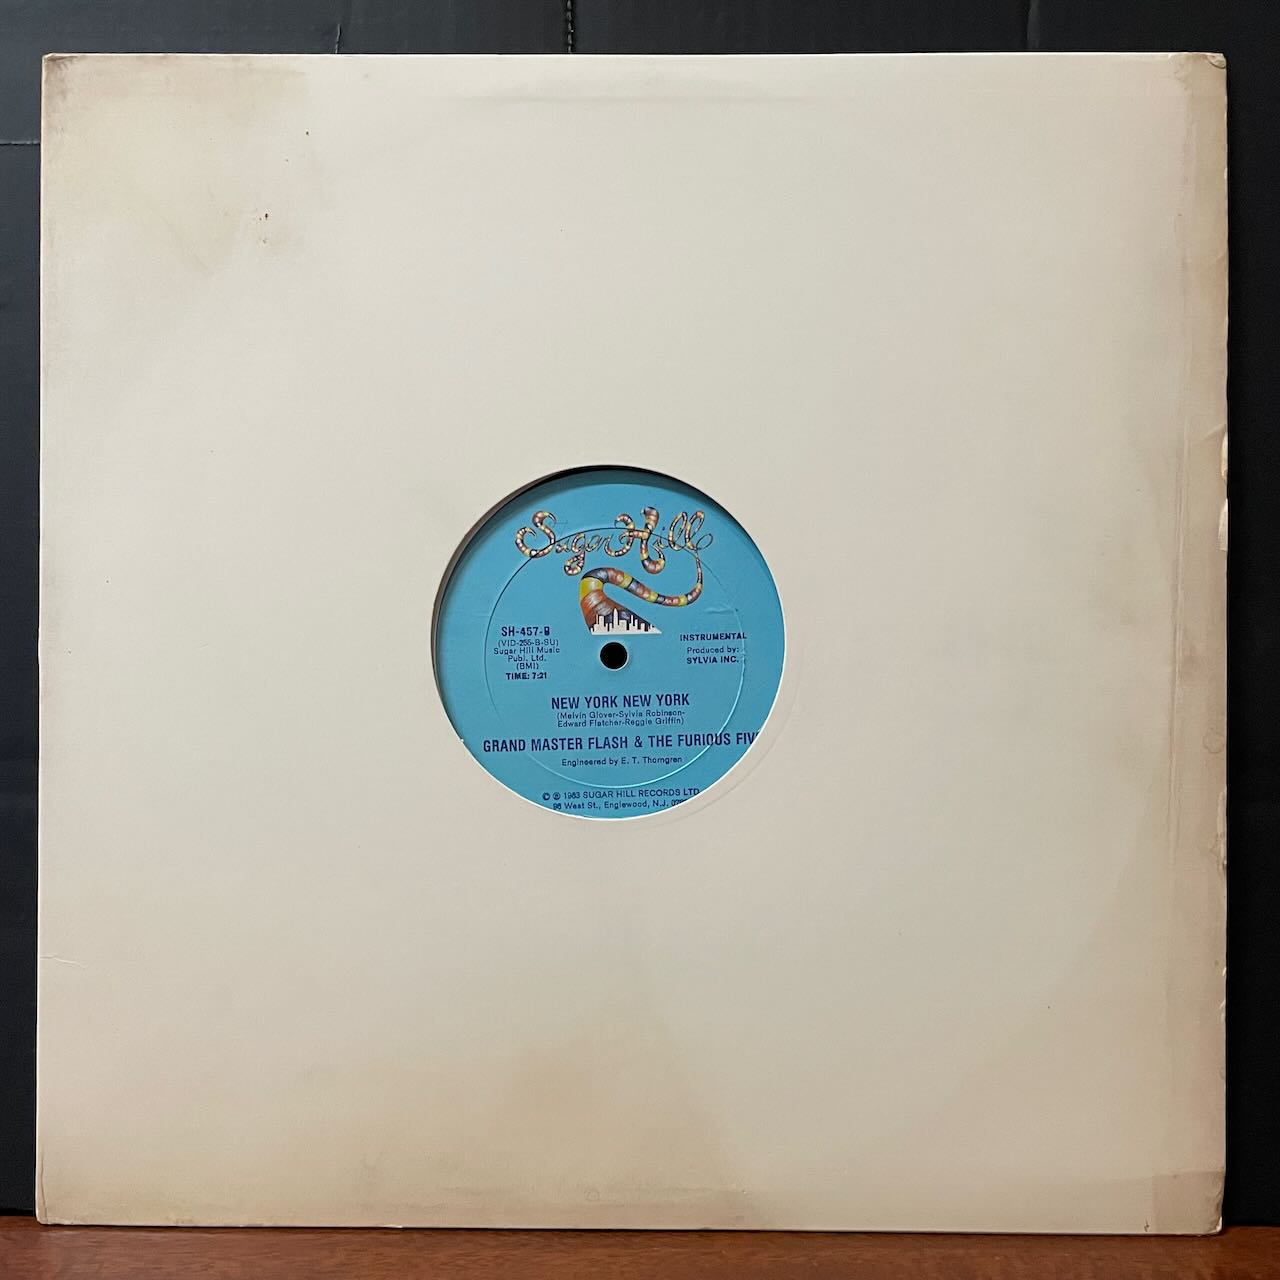 Sugar Hill
SH-457-B
(VID-256-B-SU)
Sugar Hill Music
Publ. Ltd.
(BMI)
TIME: 7:21
INSTRUMENTAL
Produced by:
SYLVIA INC.
NEW YORK NEW YORK
(Melvin Glover-Sylvia Robinson-
Edward Fletcher-Reggie Griffin)
GRAND MASTER FLASH & THE FURIOUS FIV
Engineered by E. T. Thorngren
© ℗ 1983 SUGAR HILL RECORDS LTD
96 West St., Englewood, N.J.